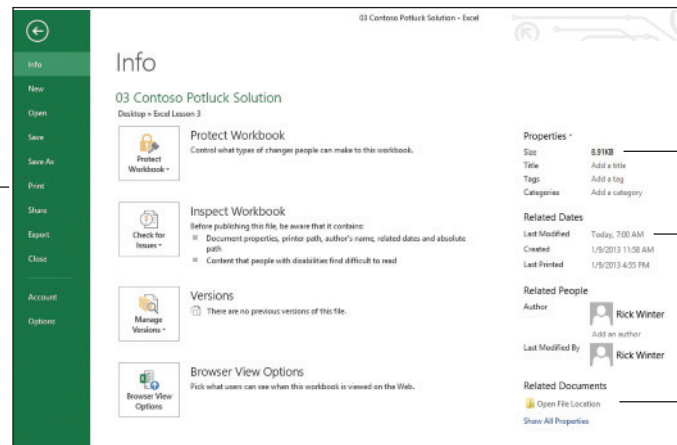 03 Contoso Potluck Solution - Excel
Info
New
Open
Save
Save As
Print
Share
Export
Close
Account
Options
Info
03 Contoso Potluck Solution
Desktop » Excel Lesson 3
Protect Workbook
Protect Workbook
Control what types of changes people can make to this workbook.
Check for Issues
Inspect Workbook
Before publishing this file, be aware that it contains:
Document properties, printer path, author's name, related dates and absolute
path
Content that people with disabilities find difficult to read
Manage Versions
Versions
There are no previous versions of this file.
Browser View Options
Browser View Options
Pick what users can see when this workbook is viewed on the Web.
Properties
Size 8.91KB
Title Add a title
Tags Add a tag
Categories Add a category
Related Dates
Last Modified Today, 7:00 AM
Created 1/9/2013 11:58 AM
Last Printed 1/9/2013 4:55 PM
Related People
Author Rick Winter
Add an author
Last Modified By Rick Winter
Related Documents
Open File Location
Show All Properties